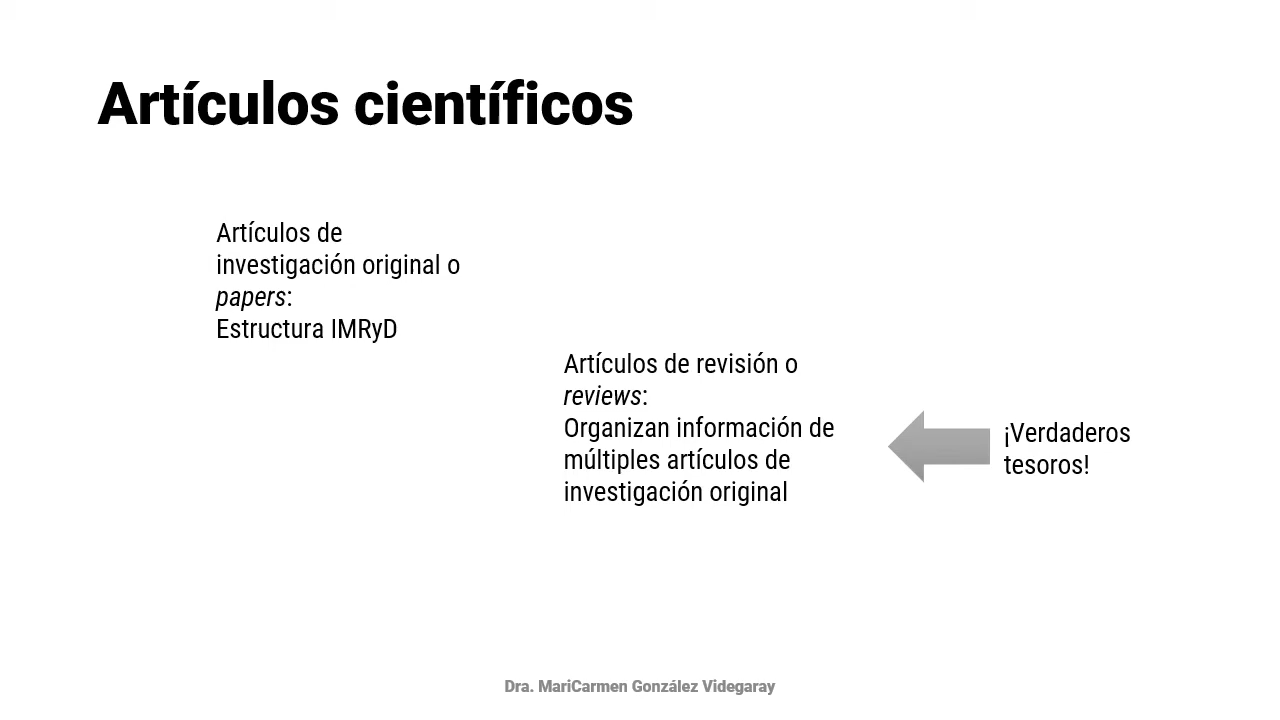 Artículos científicos
Artículos de
investigación original o
papers:
Estructura IMRyD
Artículos de revisión o
reviews:
Organizan información de
múltiples artículos de
investigación original
¡Verdaderos
tesoros!
Dra. MariCarmen González Videgaray